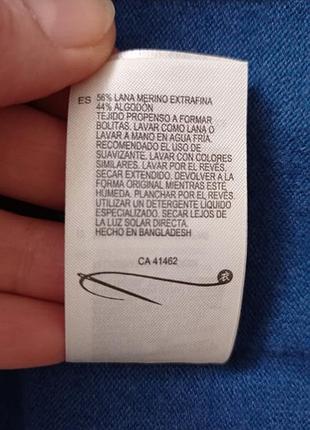 ES 56% LANA MERINO EXTRAFINA
44% ALGODÓN
TEJIDO PROPENSO A FORMAR
BOLITAS. LAVAR COMO LANA O
LAVAR A MANO EN AGUA FRÍA.
RECOMENDADO EL USO DE
SUAVIZANTE. LAVAR CON COLORES
SIMILARES. LAVAR POR EL REVÉS.
SECAR EXTENDIDO. DEVOLVER A LA
FORMA ORIGINAL MIENTRAS ESTE
HUMEDA. PLANCHAR POR EL REVÉS.
UTILIZAR UN DETERGENTE LÍQUIDO
ESPECIALIZADO. SECAR LEJOS DE
LA LUZ SOLAR DIRECTA.
HECHO EN BANGLADESH
CA 41462
衣